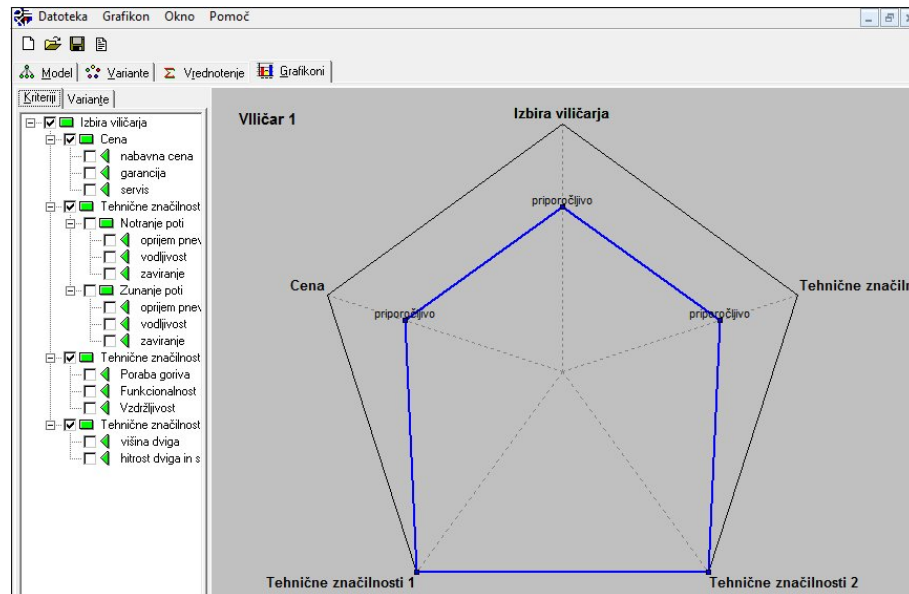 Datoteka Grafikon Okno Pomoč
Model Variante Vrednotenje Grafikoni
Kriteriji Variante
Izbira viličarja
Cena
nabavna cena
garancija
servis
Tehnične značilnost
Notranje poti
oprijem pnev
vodljivost
zaviranje
Zunanje poti
oprijem pnev
vodljivost
zaviranje
Tehnične značilnost
Poraba goriva
Funkcionalnost
Vzdržljivost
Tehnične značilnost
višina dviga
hitrost dviga in s
VIličar 1
Izbira viličarja
priporočljivo
Cena
Tehnične značiln
priporočljivo
priporočljivo
Tehnične značilnosti 1
Tehnične značilnosti 2